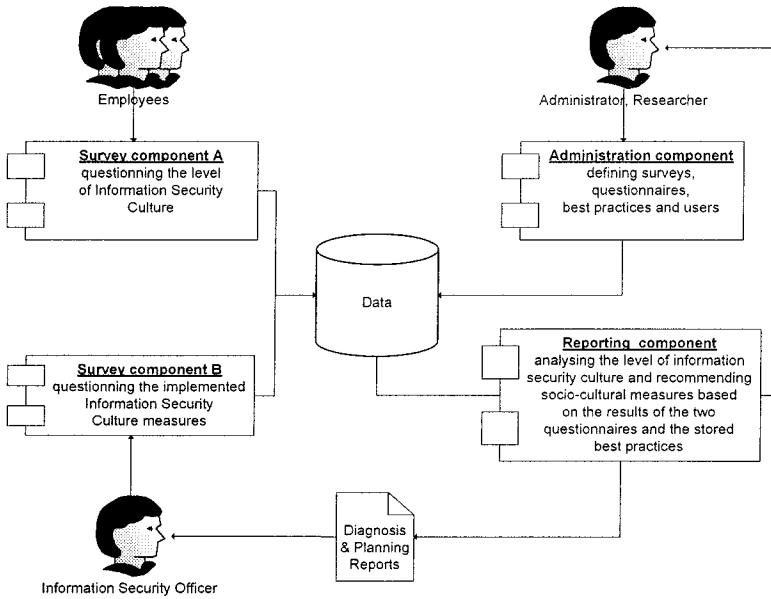 Employees
Administrator, Researcher
Survey component A
questionning the level
of Information Security
Culture
Administration component
defining surveys,
questionnaires,
best practices and users
Data
Survey component B
questionning the implemented
Information Security
Culture measures
Reporting component
analysing the level of information
security culture and recommending
socio-cultural measures based
on the results of the two
questionnaires and the stored
best practices
Diagnosis
& Planning
Reports
Information Security Officer